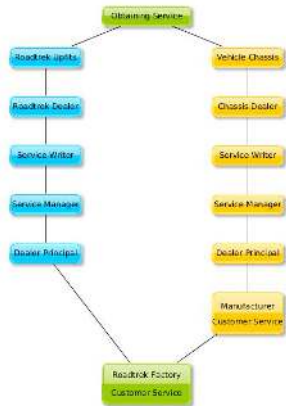 Obtaining Service
Roadtrek Upfits
Vehicle Chassis
Roadtrek Dealer
Chassis Dealer
Service Writer
Service Writer
Service Manager
Service Manager
Dealer Principal
Dealer Principal
Manufacturer
Customer Service
Roadtrek Factory
Customer Service